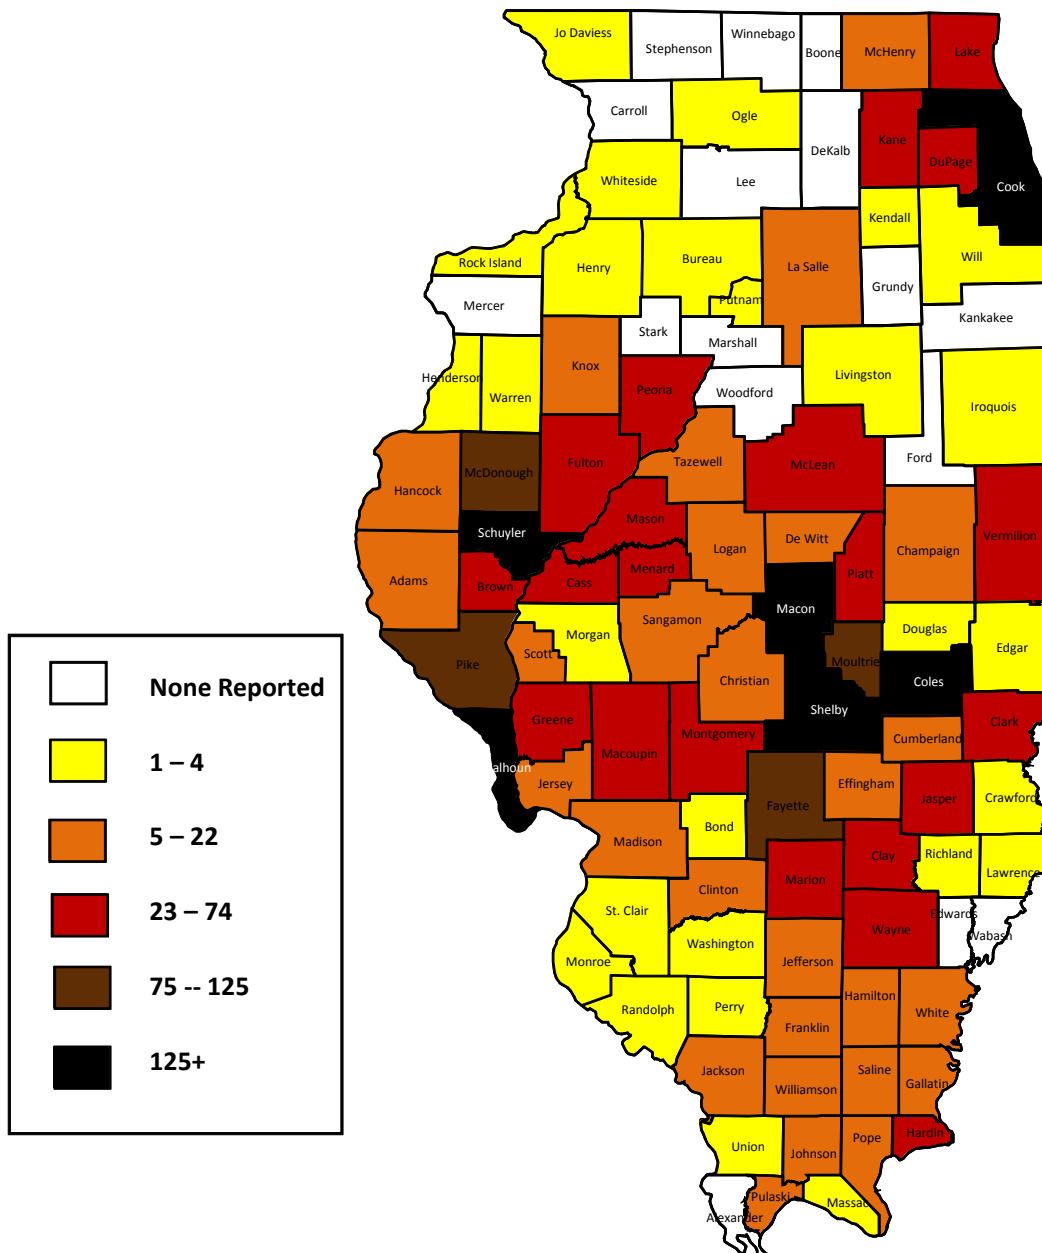 Jo Daviess
Stephenson
Winnebago
Boone
McHenry
Lake
Carroll
Ogle
DeKalb
Kane
DuPage
Cook
Whiteside
Lee
Kendall
Will
Rock Island
Henry
Bureau
La Salle
Grundy
Putnam
Mercer
Stark
Marshall
Kankakee
Henderson
Warren
Knox
Peoria
Woodford
Livingston
Iroquois
Hancock
McDonough
Fulton
Tazewell
McLean
Ford
Schuyler
Mason
Logan
De Witt
Champaign
Vermilion
Adams
Brown
Cass
Menard
Piatt
Macon
Pike
Scott
Morgan
Sangamon
Christian
Moultrie
Douglas
Edgar
Coles
Shelby
Greene
Macoupin
Montgomery
Cumberland
Clark
alhoun
Jersey
Fayette
Effingham
Jasper
Crawford
Madison
Bond
Clay
Richland
Lawrence
Clinton
Marion
St. Clair
Washington
Wayne
Edwards
Wabash
Monroe
Jefferson
Randolph
Perry
Hamilton
White
Franklin
Jackson
Williamson
Saline
Gallatin
Union
Johnson
Pope
Hardin
Alexander
Pulaski
Massac
None Reported
1 – 4
5 – 22
23 – 74
75 -- 125
125+